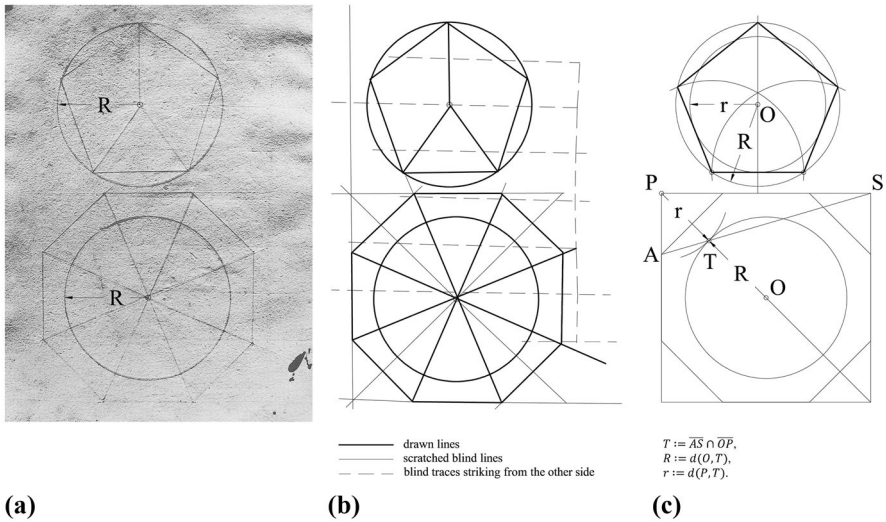 R
R
r
O
R
P
S
r
A
T
R
O
drawn lines
scratched blind lines
blind traces striking from the other side
T := AS ∩ OP,
R := d(O, T),
r := d(P, T).
(a)
(b)
(c)